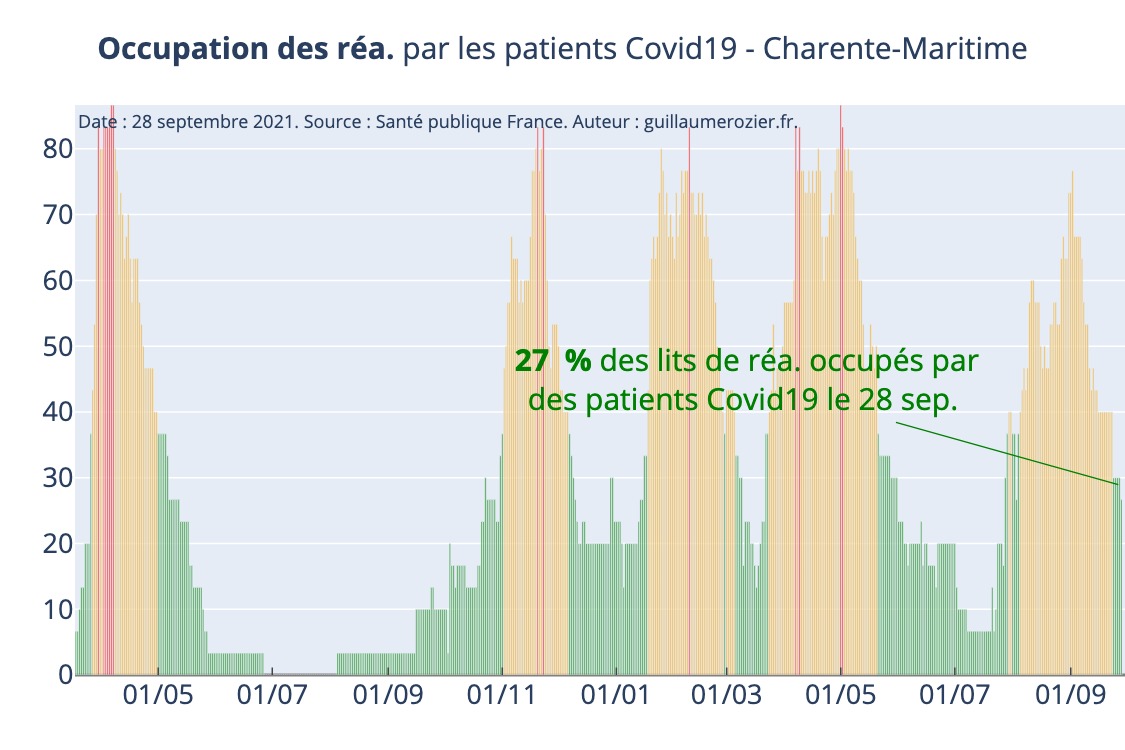 Occupation des réa. par les patients Covid19 - Charente-Maritime
Date : 28 septembre 2021. Source : Santé publique France. Auteur : guillaumerozier.fr.
80
70
60
50
40
30
20
10
0
27 % des lits de réa. occupés par
des patients Covid19 le 28 sep.
01/05 01/07 01/09 01/11 01/01 01/03 01/05 01/07 01/09